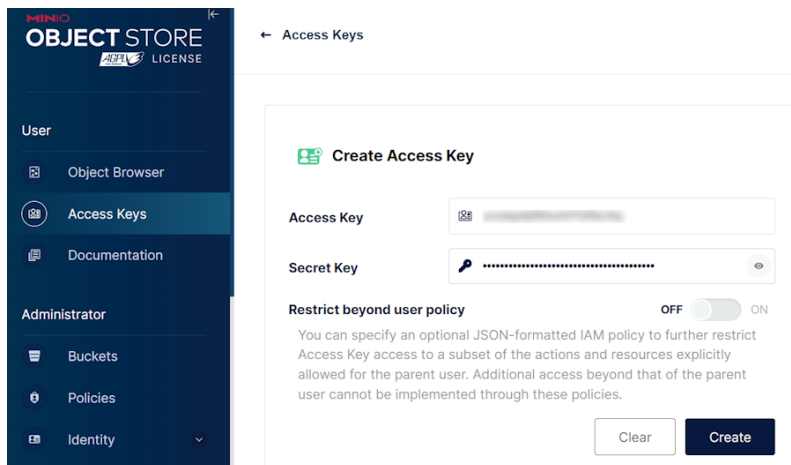 MINIO
OBJECT STORE
AGPLv3 LICENSE
User
Object Browser
Access Keys
Documentation
Administrator
Buckets
Policies
Identity
← Access Keys
Create Access Key
Access Key
Secret Key ••••••••••••••••••••••••••••••••••••••••
Restrict beyond user policy OFF ON
You can specify an optional JSON-formatted IAM policy to further restrict
Access Key access to a subset of the actions and resources explicitly
allowed for the parent user. Additional access beyond that of the parent
user cannot be implemented through these policies.
Clear Create